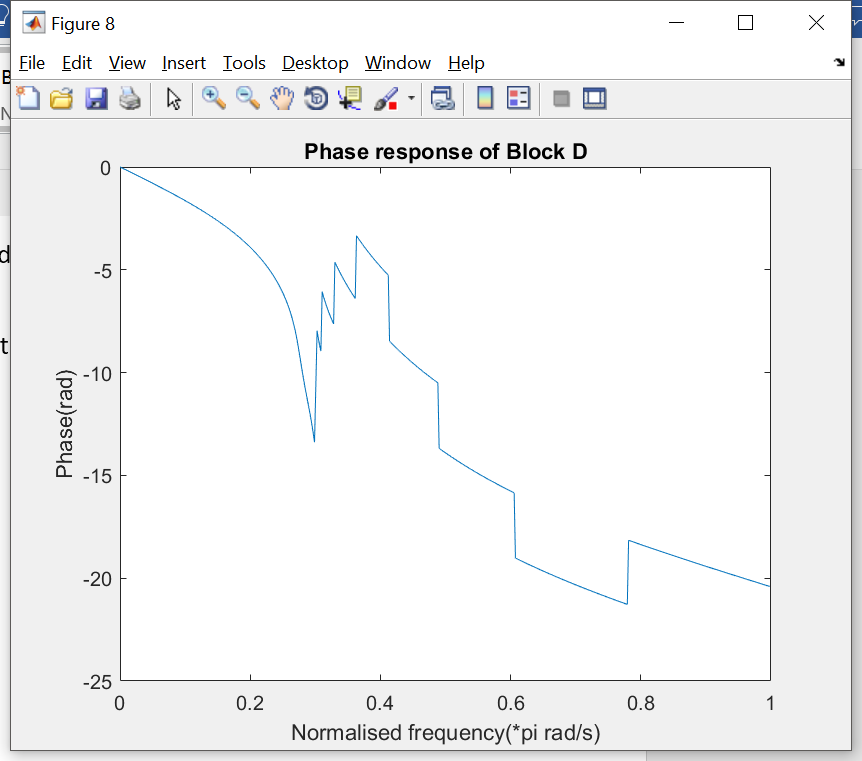 Figure 8
File Edit View Insert Tools Desktop Window Help
Phase response of Block D
Phase(rad)
0
-5
-10
-15
-20
-25
0 0.2 0.4 0.6 0.8 1
Normalised frequency(*pi rad/s)